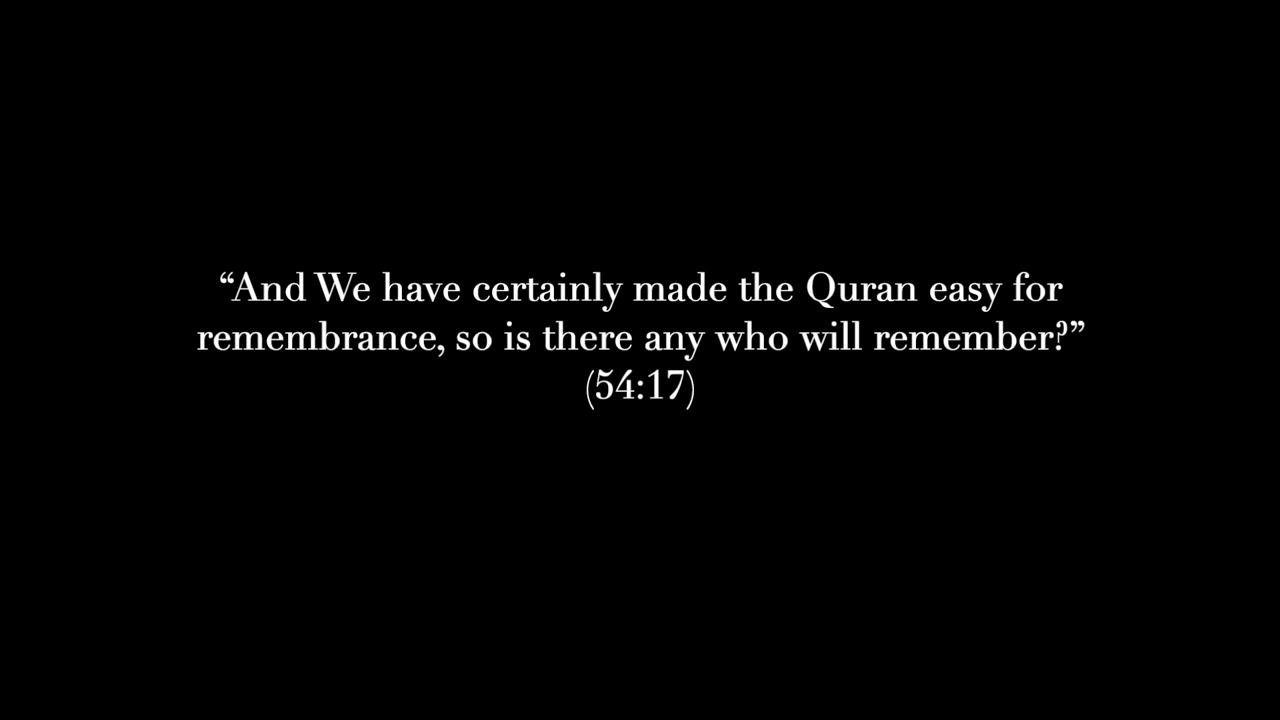 “And We have certainly made the Quran easy for
remembrance, so is there any who will remember?”
(54:17)